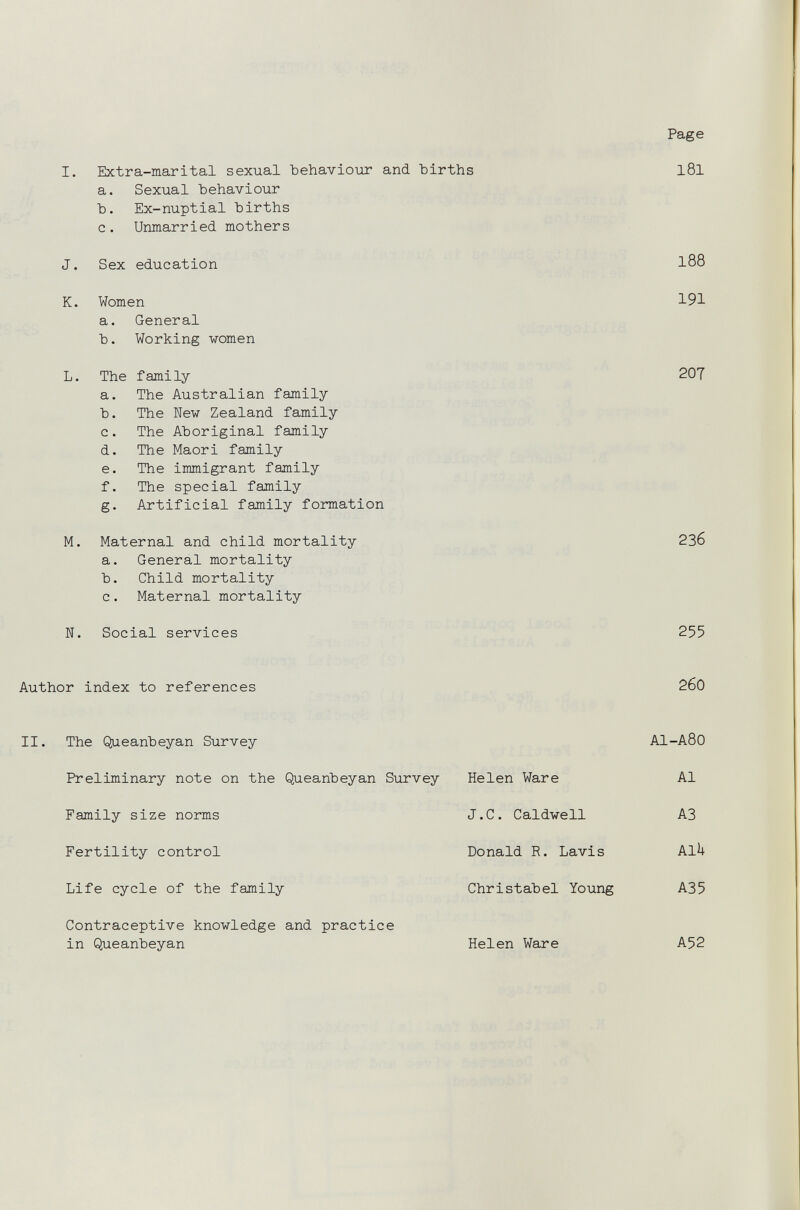 Page
I. Extra-marital sexual behaviour and births 181
a. Sexual behaviour
b. Ex-nuptial births
c. Unmarried mothers
J. Sex education 188
K. Women 191
a. General
b. Working women
L. The family 207
a. The Australian family
b. The New Zealand family
c. The Aboriginal family
d. The Maori family
e. The immigrant family
f. The special family
g. Artificial family formation
M. Maternal and child mortality 236
a. General mortality
b. Child mortality
c. Maternal mortality
N. Social services 255
Author index to references 260
II. The Queanbeyan Survey A1-A80
Preliminary note on the Queanbeyan Survey Helen Ware A1
Family size norms J.C. Caldwell A3
Fertility control Donald R. Lavis A14
Life cycle of the family Christabel Young A35
Contraceptive knowledge and practice
in Queanbeyan Helen Ware A52